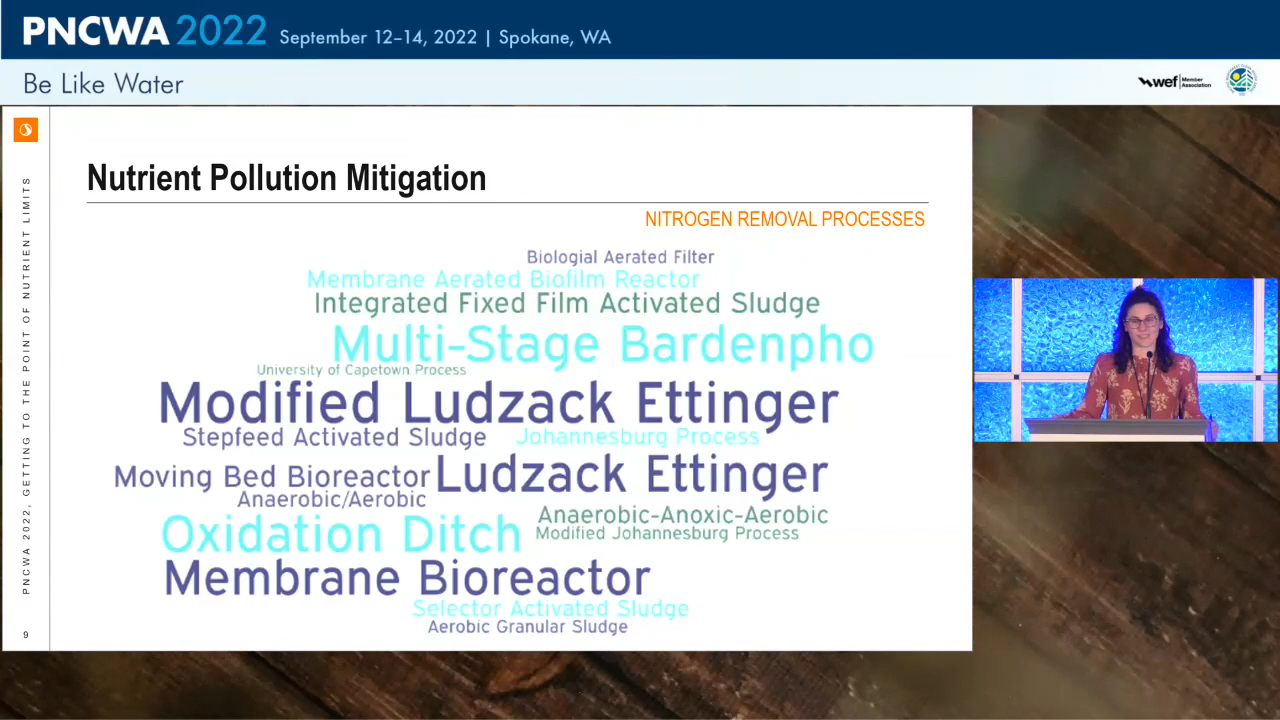 PNCWA 2022 September 12–14, 2022 | Spokane, WA
Be Like Water
wef Member Association
PNCWA 2022, GETTING TO THE POINT OF NUTRIENT LIMITS
9
Nutrient Pollution Mitigation
NITROGEN REMOVAL PROCESSES
Biologial Aerated Filter
Membrane Aerated Biofilm Reactor
Integrated Fixed Film Activated Sludge
Multi-Stage Bardenpho
University of Capetown Process
Modified Ludzack Ettinger
Stepfeed Activated Sludge Johannesburg Process
Moving Bed Bioreactor Ludzack Ettinger
Anaerobic/Aerobic
Oxidation Ditch Anaerobic-Anoxic-Aerobic
Modified Johannesburg Process
Membrane Bioreactor
Selector Activated Sludge
Aerobic Granular Sludge